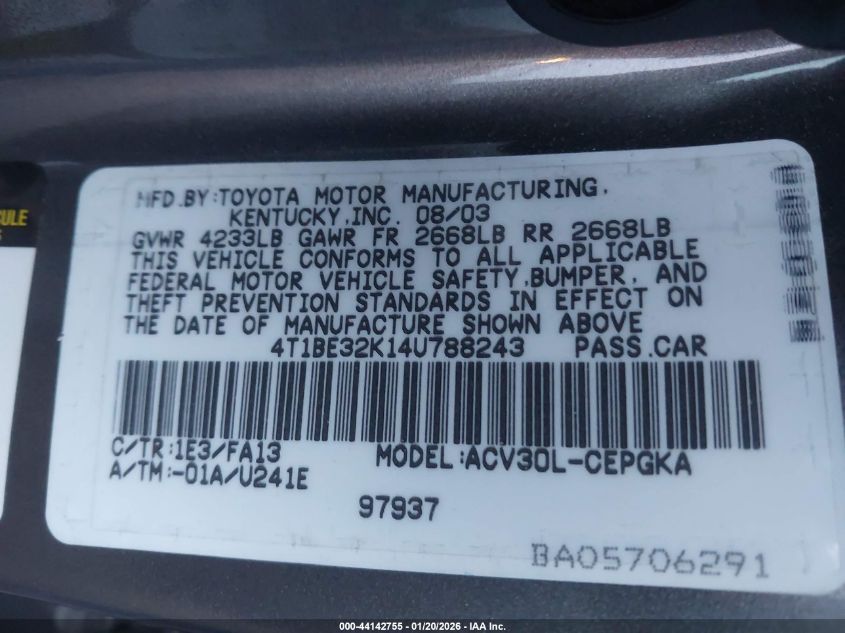 MFD.BY:TOYOTA MOTOR MANUFACTURING,
KENTUCKY,INC. 08/03
GVWR 4233LB GAWR FR 2668LB RR 2668LB
THIS VEHICLE CONFORMS TO ALL APPLICABLE
FEDERAL MOTOR VEHICLE SAFETY,BUMPER, AND
THEFT PREVENTION STANDARDS IN EFFECT ON
THE DATE OF MANUFACTURE SHOWN ABOVE
4T1BE32K14U788243 PASS.CAR
C/TR:1E3/FA13 MODEL:ACV30L-CEPGKA
A/TM:-01A/U241E
97937
BA05706291
000-44142755 - 01/20/2026 - IAA Inc.